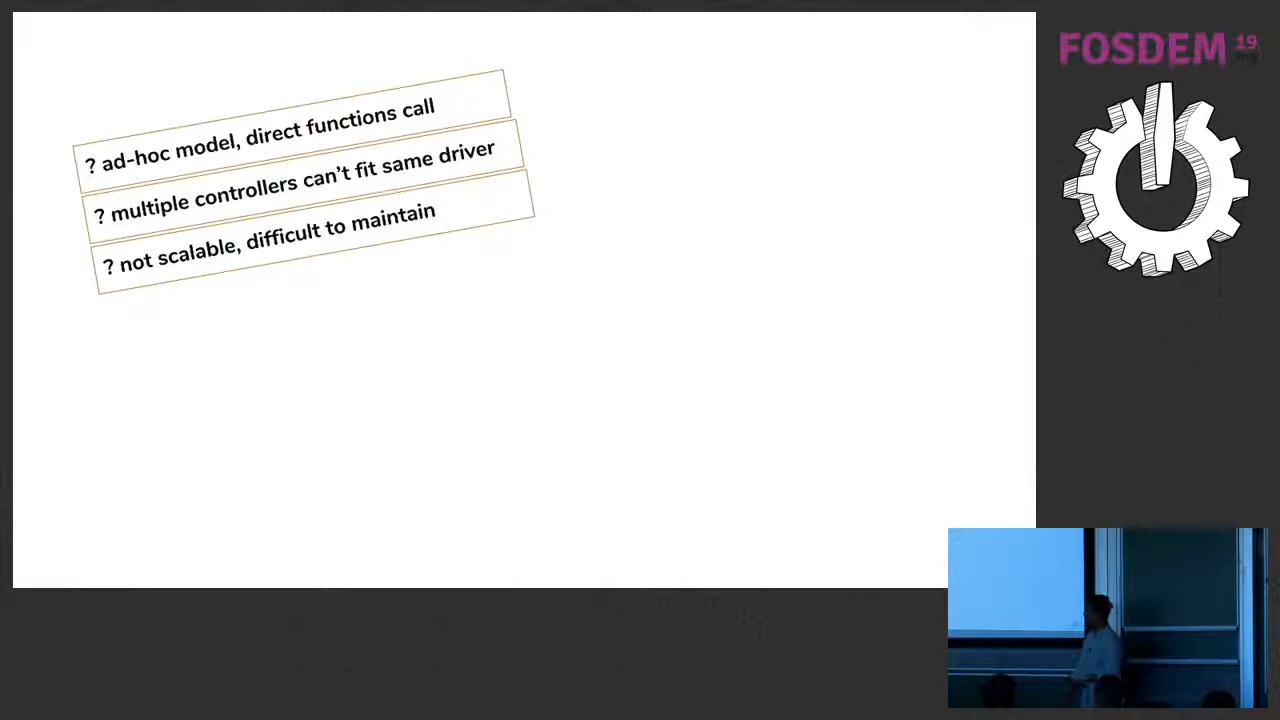 ? ad-hoc model, direct functions call
? multiple controllers can't fit same driver
? not scalable, difficult to maintain
FOSDEM 19